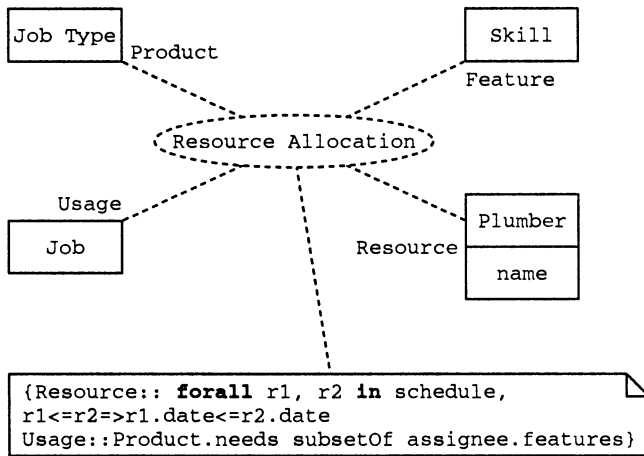 Job Type
Product
Skill
Feature
Resource Allocation
Usage
Job
Resource
Plumber
name
{Resource:: forall r1, r2 in schedule,
r1<=r2=>r1.date<=r2.date
Usage::Product.needs subsetOf assignee.features}